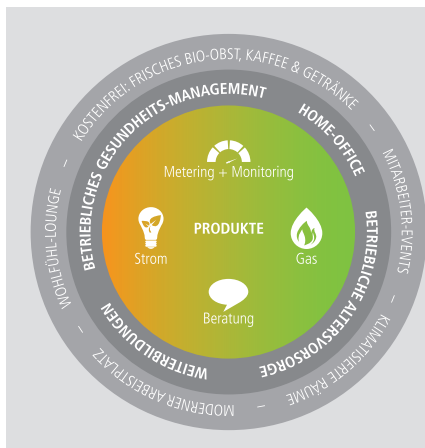 KOSTENFREI: FRISCHES BIO-OBST, KAFFEE & GETRÄNKE – MITARBEITER-EVENTS – KLIMATISIERTE RÄUME – MODERNER ARBEITSPLATZ – WOHLFÜHL-LOUNGE –
BETRIEBLICHES GESUNDHEITS-MANAGEMENT
HOME-OFFICE
BETRIEBLICHE ALTERSVORSORGE
WEITERBILDUNGEN
Metering + Monitoring
PRODUKTE
Strom
Gas
Beratung